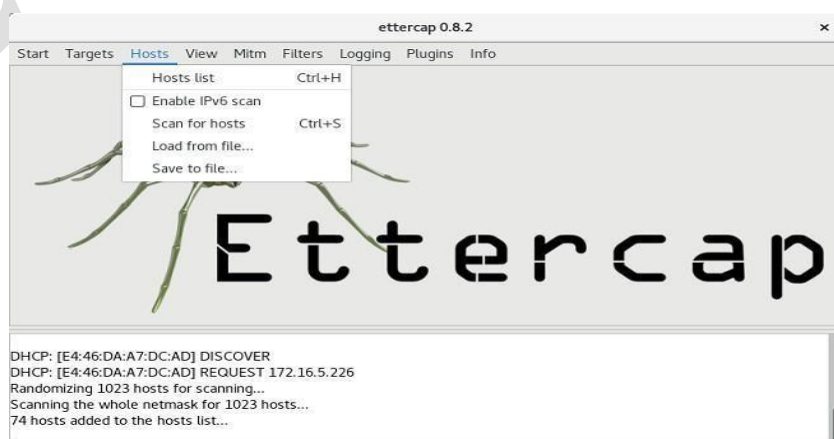 ettercap 0.8.2 ×
Start Targets Hosts View Mitm Filters Logging Plugins Info
Hosts list Ctrl+H
Enable IPv6 scan
Scan for hosts Ctrl+S
Load from file...
Save to file...
Ettercap
DHCP: [E4:46:DA:A7:DC:AD] DISCOVER
DHCP: [E4:46:DA:A7:DC:AD] REQUEST 172.16.5.226
Randomizing 1023 hosts for scanning...
Scanning the whole netmask for 1023 hosts...
74 hosts added to the hosts list...